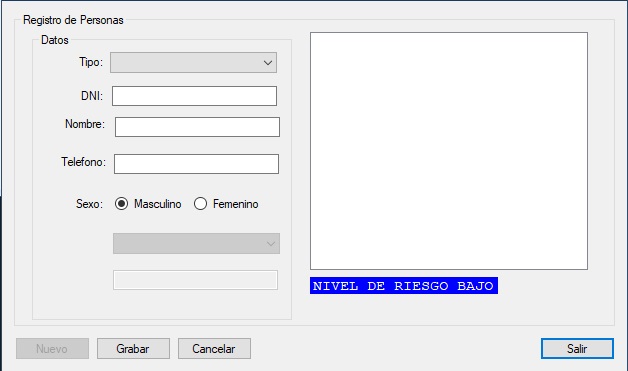 Registro de Personas
Datos
Tipo:
DNI:
Nombre:
Telefono:
Sexo: Masculino Femenino
NIVEL DE RIESGO BAJO
Nuevo Grabar Cancelar Salir